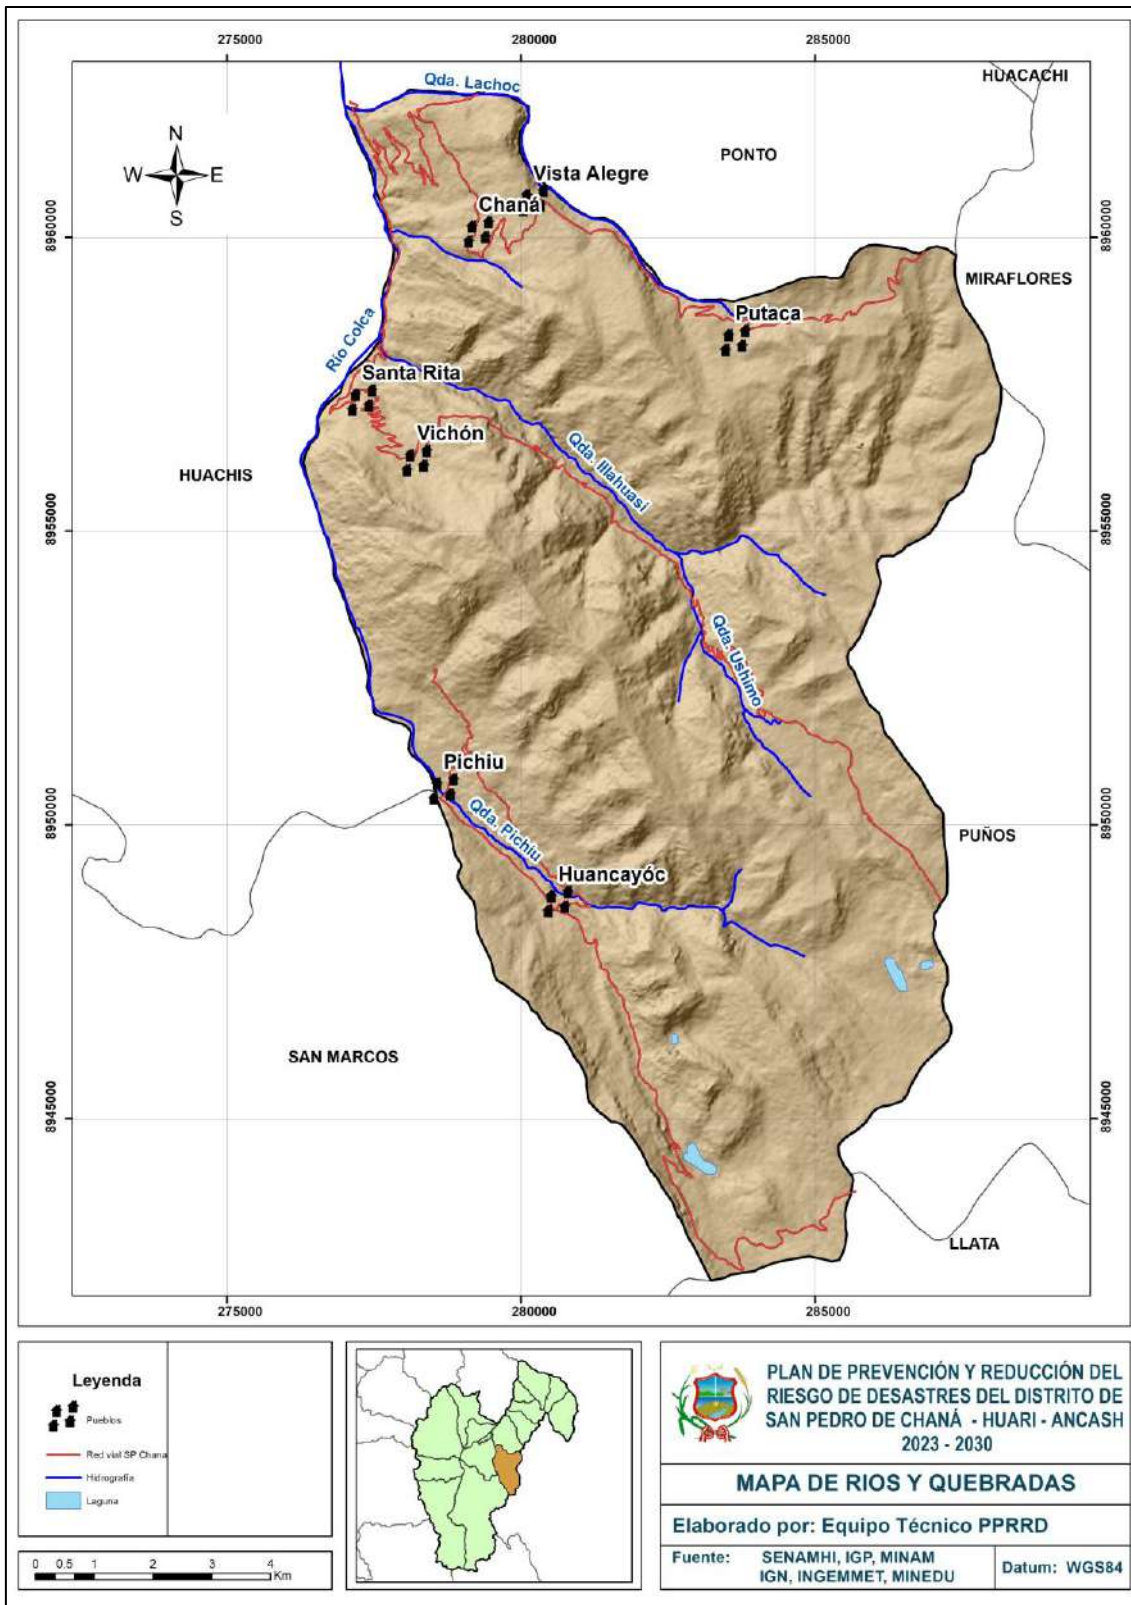 275000
280000
285000
HUACACHI
Qda. Lachoc
N
W E
S
PONTO
Vista Alegre
Chaná
8960000
8960000
MIRAFLORES
Río Colca
Putaca
Santa Rita
Vichón
Qda. Illahuasi
HUACHIS
8955000
8955000
Qda. Ushimo
Pichiu
Qda. Pichiu
8950000
8950000
PUÑOS
Huancayóc
SAN MARCOS
8945000
8945000
LLATA
275000
280000
285000
Leyenda
Pueblos
Red vial SP Chana
Hidrografía
Laguna
0 0.5 1 2 3 4
Km
PLAN DE PREVENCIÓN Y REDUCCIÓN DEL
RIESGO DE DESASTRES DEL DISTRITO DE
SAN PEDRO DE CHANÁ - HUARI - ANCASH
2023 - 2030
MAPA DE RIOS Y QUEBRADAS
Elaborado por: Equipo Técnico PPRRD
Fuente: SENAMHI, IGP, MINAM
IGN, INGEMMET, MINEDU
Datum: WGS84